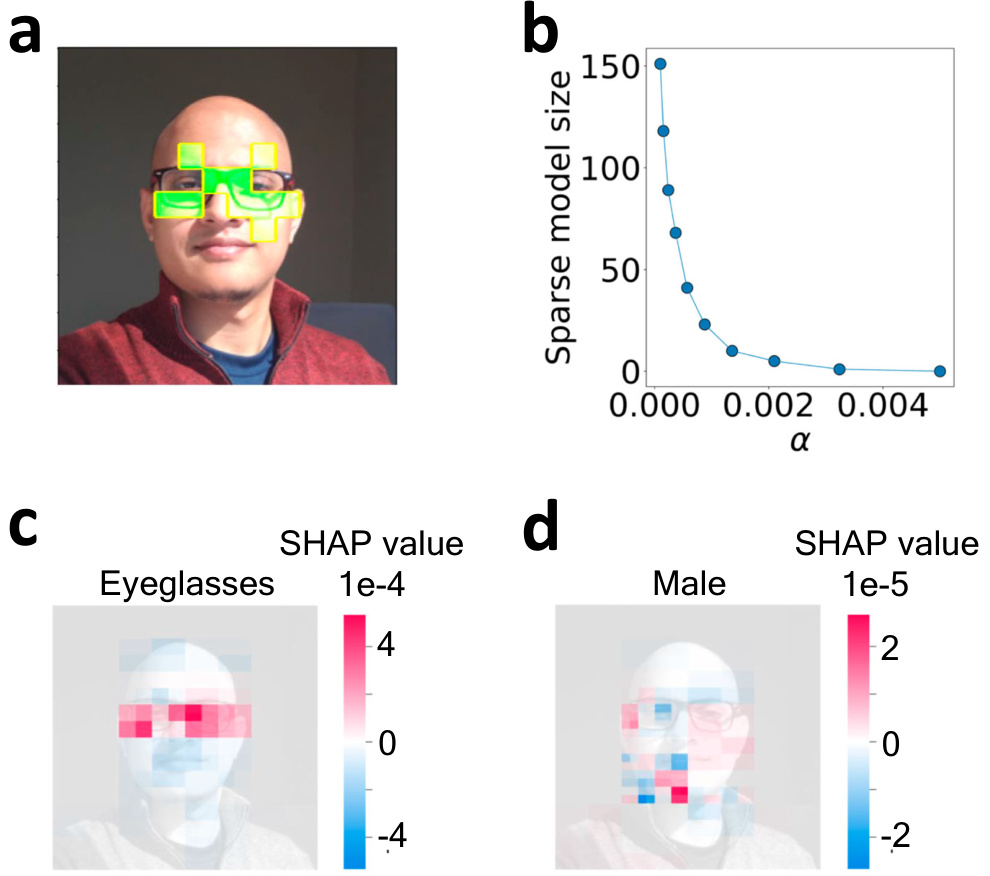 a
b
150
100
50
0
Sparse model size
0.000 0.002 0.004
α
c
SHAP value
Eyeglasses 1e-4
4
0
-4
d
SHAP value
Male 1e-5
2
0
-2